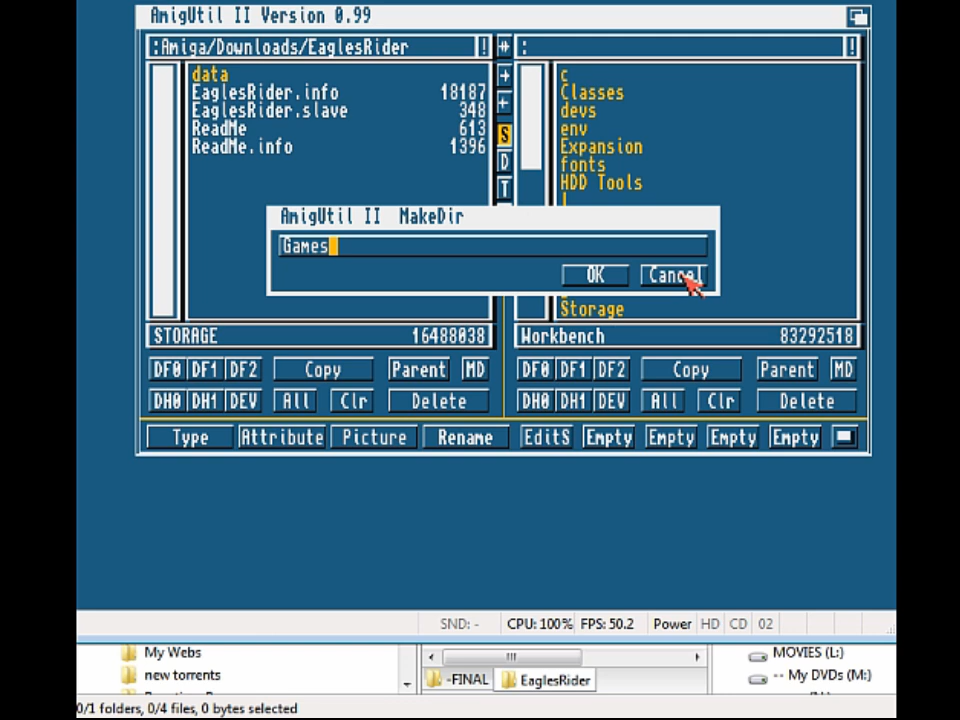 AmigUtil II Version 0.99
:Amiga/Downloads/EaglesRider ! :
!
data
EaglesRider.info 18187
EaglesRider.slave 348
ReadMe 613
ReadMe.info 1396
S
D
T
c
Classes
devs
env
Expansion
fonts
HDD Tools
AmigUtil II MakeDir
Games
OK Cancel
Storage
STORAGE 16488038
Workbench 83292518
DF0 DF1 DF2 Copy Parent MD
DH0 DH1 DEV All Clr Delete
DF0 DF1 DF2 Copy Parent MD
DH0 DH1 DEV All Clr Delete
Type Attribute Picture Rename EditS Empty Empty Empty Empty
SND: - CPU: 100% FPS: 50.2 Power HD CD 02
My Webs
new torrents
-FINAL EaglesRider
MOVIES (L:)
-- My DVDs (M:)
0/1 folders, 0/4 files, 0 bytes selected